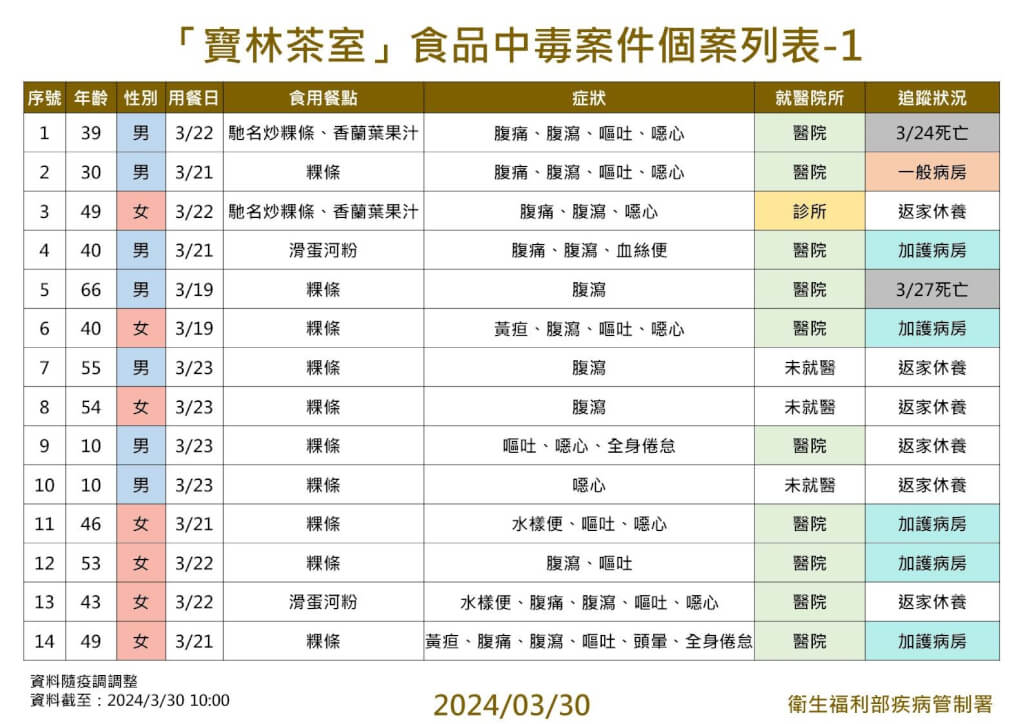 「寶林茶室」食品中毒案件個案列表-1
序號 年齡 性別 用餐日 食用餐點 症狀 就醫院所 追蹤狀況
1 39 男 3/22 馳名炒粿條、香蘭葉果汁 腹痛、腹瀉、嘔吐、噁心 醫院 3/24死亡
2 30 男 3/21 粿條 腹痛、腹瀉、嘔吐、噁心 醫院 一般病房
3 49 女 3/22 馳名炒粿條、香蘭葉果汁 腹痛、腹瀉、噁心 診所 返家休養
4 40 男 3/21 滑蛋河粉 腹痛、腹瀉、血絲便 醫院 加護病房
5 66 男 3/19 粿條 腹瀉 醫院 3/27死亡
6 40 女 3/19 粿條 黃疸、腹瀉、嘔吐、噁心 醫院 加護病房
7 55 男 3/23 粿條 腹瀉 未就醫 返家休養
8 54 女 3/23 粿條 腹瀉 未就醫 返家休養
9 10 男 3/23 粿條 嘔吐、噁心、全身倦怠 醫院 返家休養
10 10 男 3/23 粿條 噁心 未就醫 返家休養
11 46 女 3/21 粿條 水樣便、嘔吐、噁心 醫院 加護病房
12 53 女 3/22 粿條 腹瀉、嘔吐 醫院 加護病房
13 43 女 3/22 滑蛋河粉 水樣便、腹痛、腹瀉、嘔吐、噁心 醫院 返家休養
14 49 女 3/21 粿條 黃疸、腹痛、腹瀉、嘔吐、頭暈、全身倦怠 醫院 加護病房
資料隨疫調調整
資料截至：2024/3/30 10:00
2024/03/30
衛生福利部疾病管制署